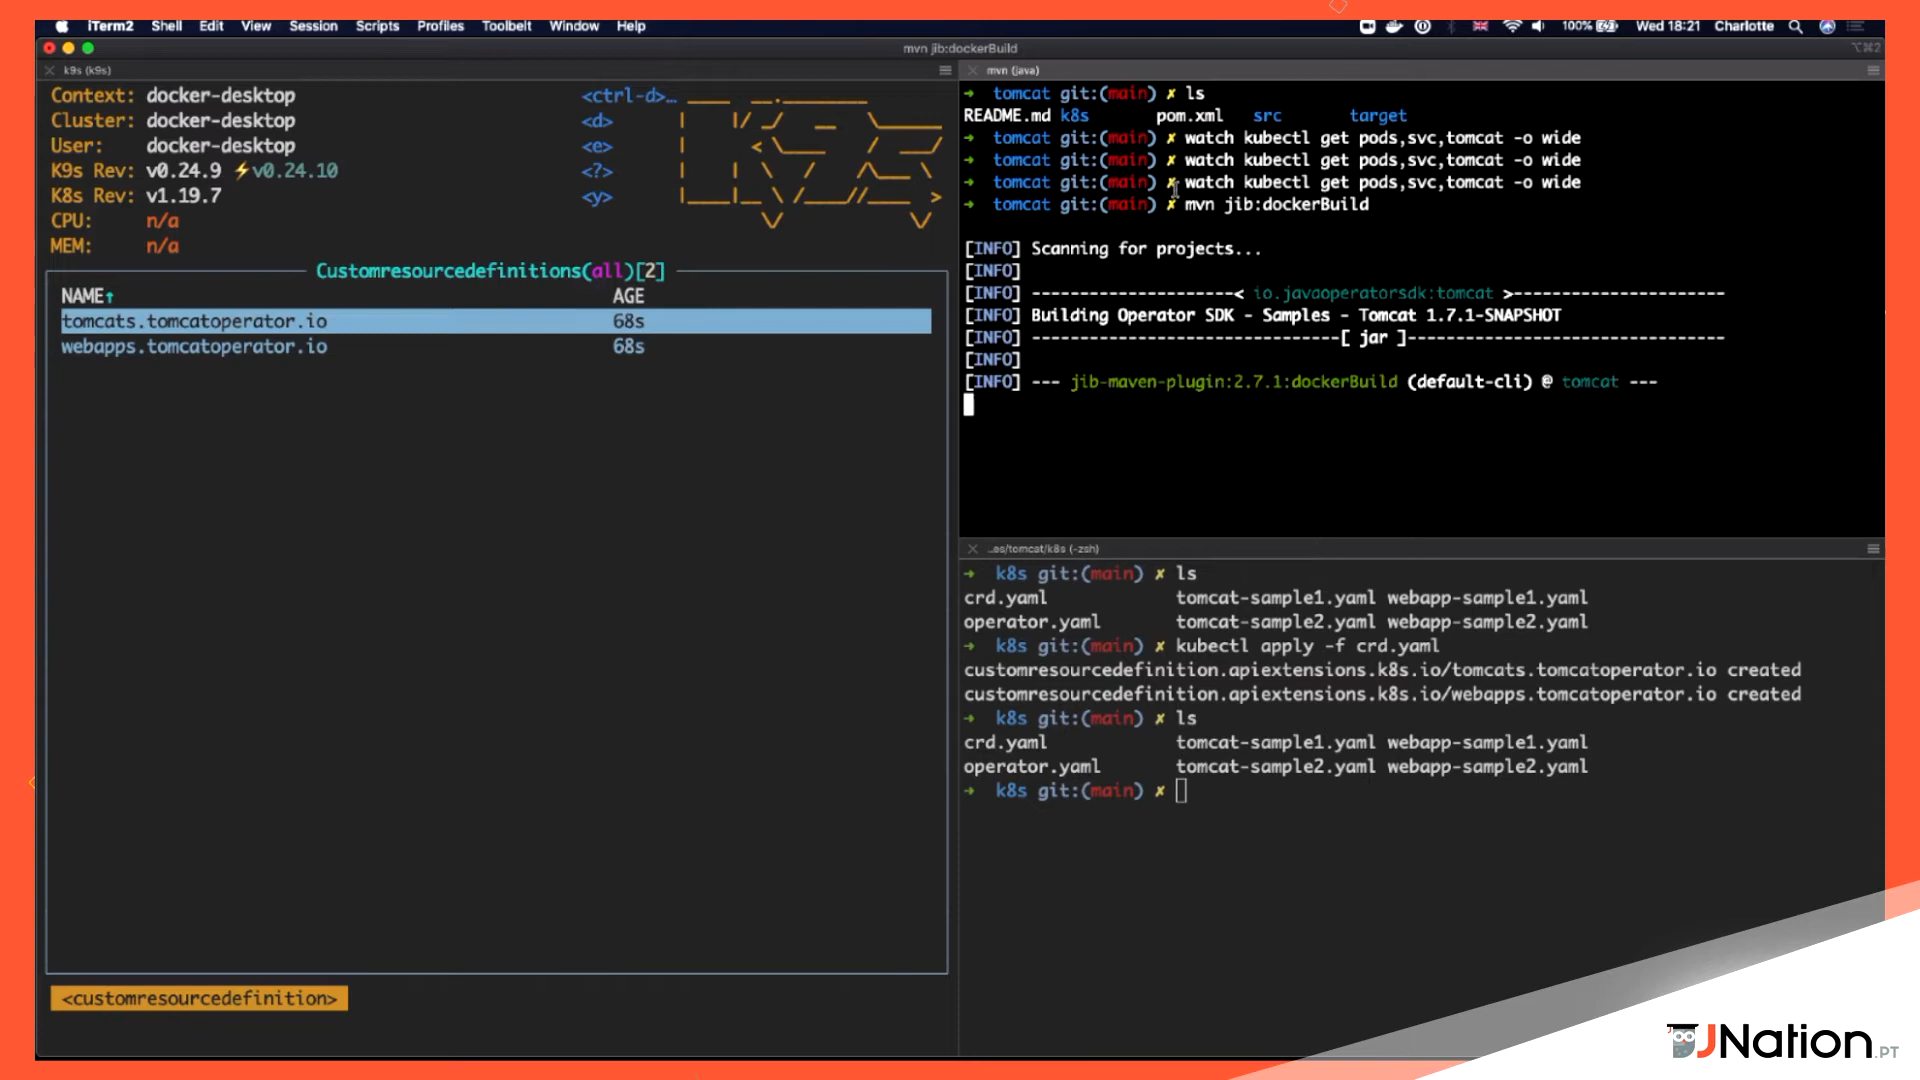 iTerm2 Shell Edit View Session Scripts Profiles Toolbelt Window Help 100% Wed 18:21 Charlotte
mvn jib:dockerBuild ⌥⌘2
k9s (k9s)
Context: docker-desktop <ctrl-d>…
Cluster: docker-desktop <d>
User: docker-desktop <e>
K9s Rev: v0.24.9 ⚡v0.24.10 <?>
K8s Rev: v1.19.7 <y>
CPU: n/a
MEM: n/a
Customresourcedefinitions(all)[2]
NAME↑ AGE
tomcats.tomcatoperator.io 68s
webapps.tomcatoperator.io 68s
<customresourcedefinition>
mvn (java)
➜ tomcat git:(main) ✗ ls
README.md k8s pom.xml src target
➜ tomcat git:(main) ✗ watch kubectl get pods,svc,tomcat -o wide
➜ tomcat git:(main) ✗ watch kubectl get pods,svc,tomcat -o wide
➜ tomcat git:(main) ✗ watch kubectl get pods,svc,tomcat -o wide
➜ tomcat git:(main) ✗ mvn jib:dockerBuild
[INFO] Scanning for projects...
[INFO]
[INFO] ---------------------< io.javaoperatorsdk:tomcat >----------------------
[INFO] Building Operator SDK - Samples - Tomcat 1.7.1-SNAPSHOT
[INFO] --------------------------------[ jar ]---------------------------------
[INFO]
[INFO] --- jib-maven-plugin:2.7.1:dockerBuild (default-cli) @ tomcat ---
…es/tomcat/k8s (-zsh)
➜ k8s git:(main) ✗ ls
crd.yaml tomcat-sample1.yaml webapp-sample1.yaml
operator.yaml tomcat-sample2.yaml webapp-sample2.yaml
➜ k8s git:(main) ✗ kubectl apply -f crd.yaml
customresourcedefinition.apiextensions.k8s.io/tomcats.tomcatoperator.io created
customresourcedefinition.apiextensions.k8s.io/webapps.tomcatoperator.io created
➜ k8s git:(main) ✗ ls
crd.yaml tomcat-sample1.yaml webapp-sample1.yaml
operator.yaml tomcat-sample2.yaml webapp-sample2.yaml
➜ k8s git:(main) ✗
JNation.PT